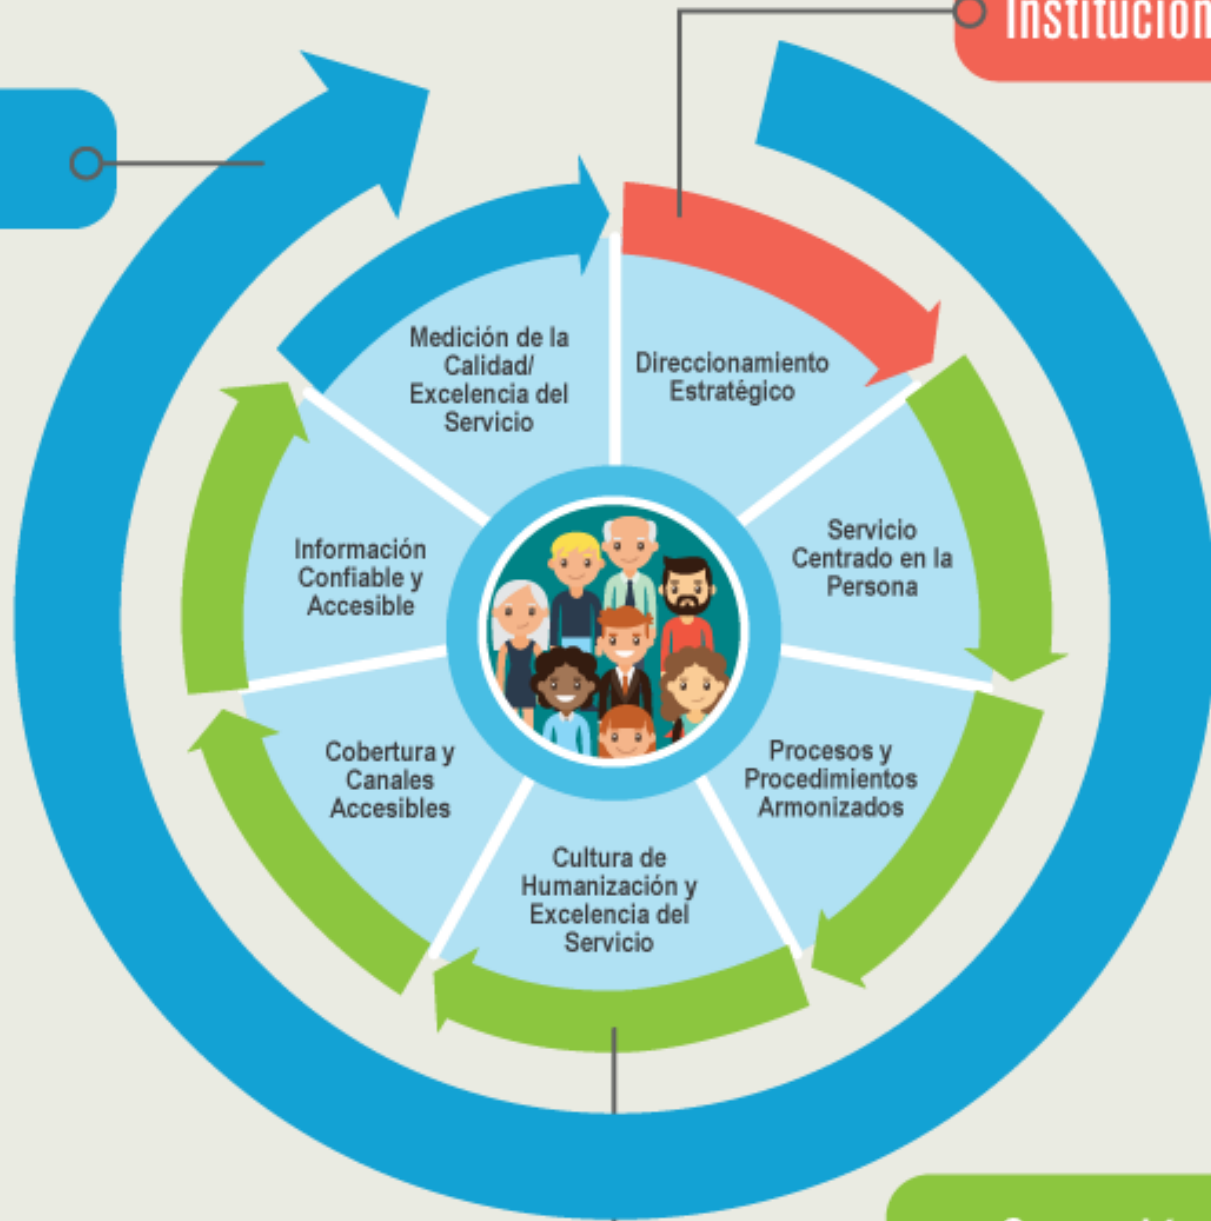 Institucion
Medición de la
Calidad/
Excelencia del
Servicio
Direccionamiento
Estratégico
Servicio
Centrado en la
Persona
Información
Confiable y
Accesible
Cobertura y
Canales
Accesibles
Procesos y
Procedimientos
Armonizados
Cultura de
Humanización y
Excelencia del
Servicio